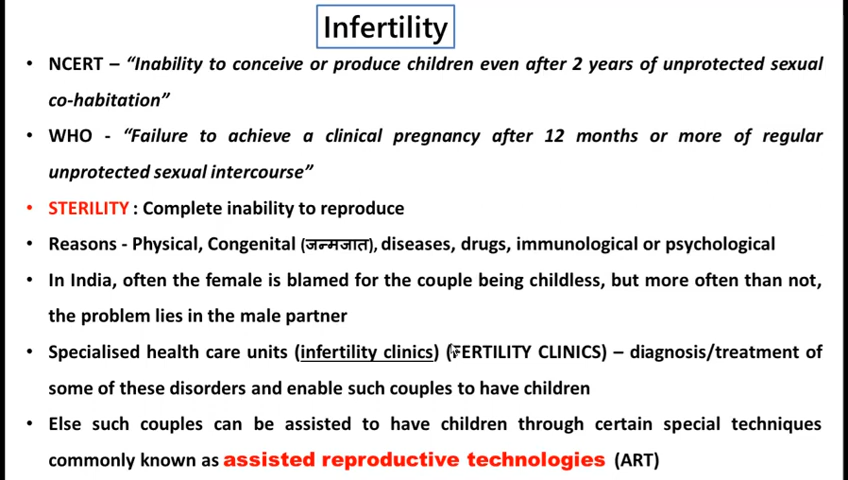 Infertility
• NCERT – “Inability to conceive or produce children even after 2 years of unprotected sexual
co-habitation”
• WHO - “Failure to achieve a clinical pregnancy after 12 months or more of regular
unprotected sexual intercourse”
• STERILITY : Complete inability to reproduce
• Reasons - Physical, Congenital (जन्मजात), diseases, drugs, immunological or psychological
• In India, often the female is blamed for the couple being childless, but more often than not,
the problem lies in the male partner
• Specialised health care units (infertility clinics) (FERTILITY CLINICS) – diagnosis/treatment of
some of these disorders and enable such couples to have children
• Else such couples can be assisted to have children through certain special techniques
commonly known as assisted reproductive technologies (ART)